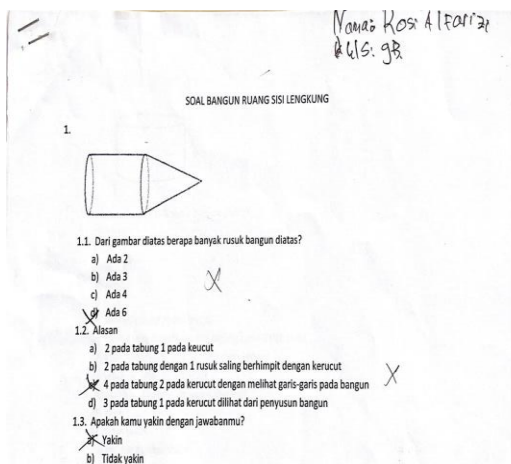 Nama: Kosi Alfarizi
Kls: 9B
SOAL BANGUN RUANG SISI LENGKUNG
1.
1.1. Dari gambar diatas berapa banyak rusuk bangun diatas?
a) Ada 2
b) Ada 3
c) Ada 4
d) Ada 6
1.2. Alasan
a) 2 pada tabung 1 pada keucut
b) 2 pada tabung dengan 1 rusuk saling berhimpit dengan kerucut
c) 4 pada tabung 2 pada kerucut dengan melihat garis-garis pada bangun
d) 3 pada tabung 1 pada kerucut dilihat dari penyusun bangun
1.3. Apakah kamu yakin dengan jawabanmu?
a) Yakin
b) Tidak yakin